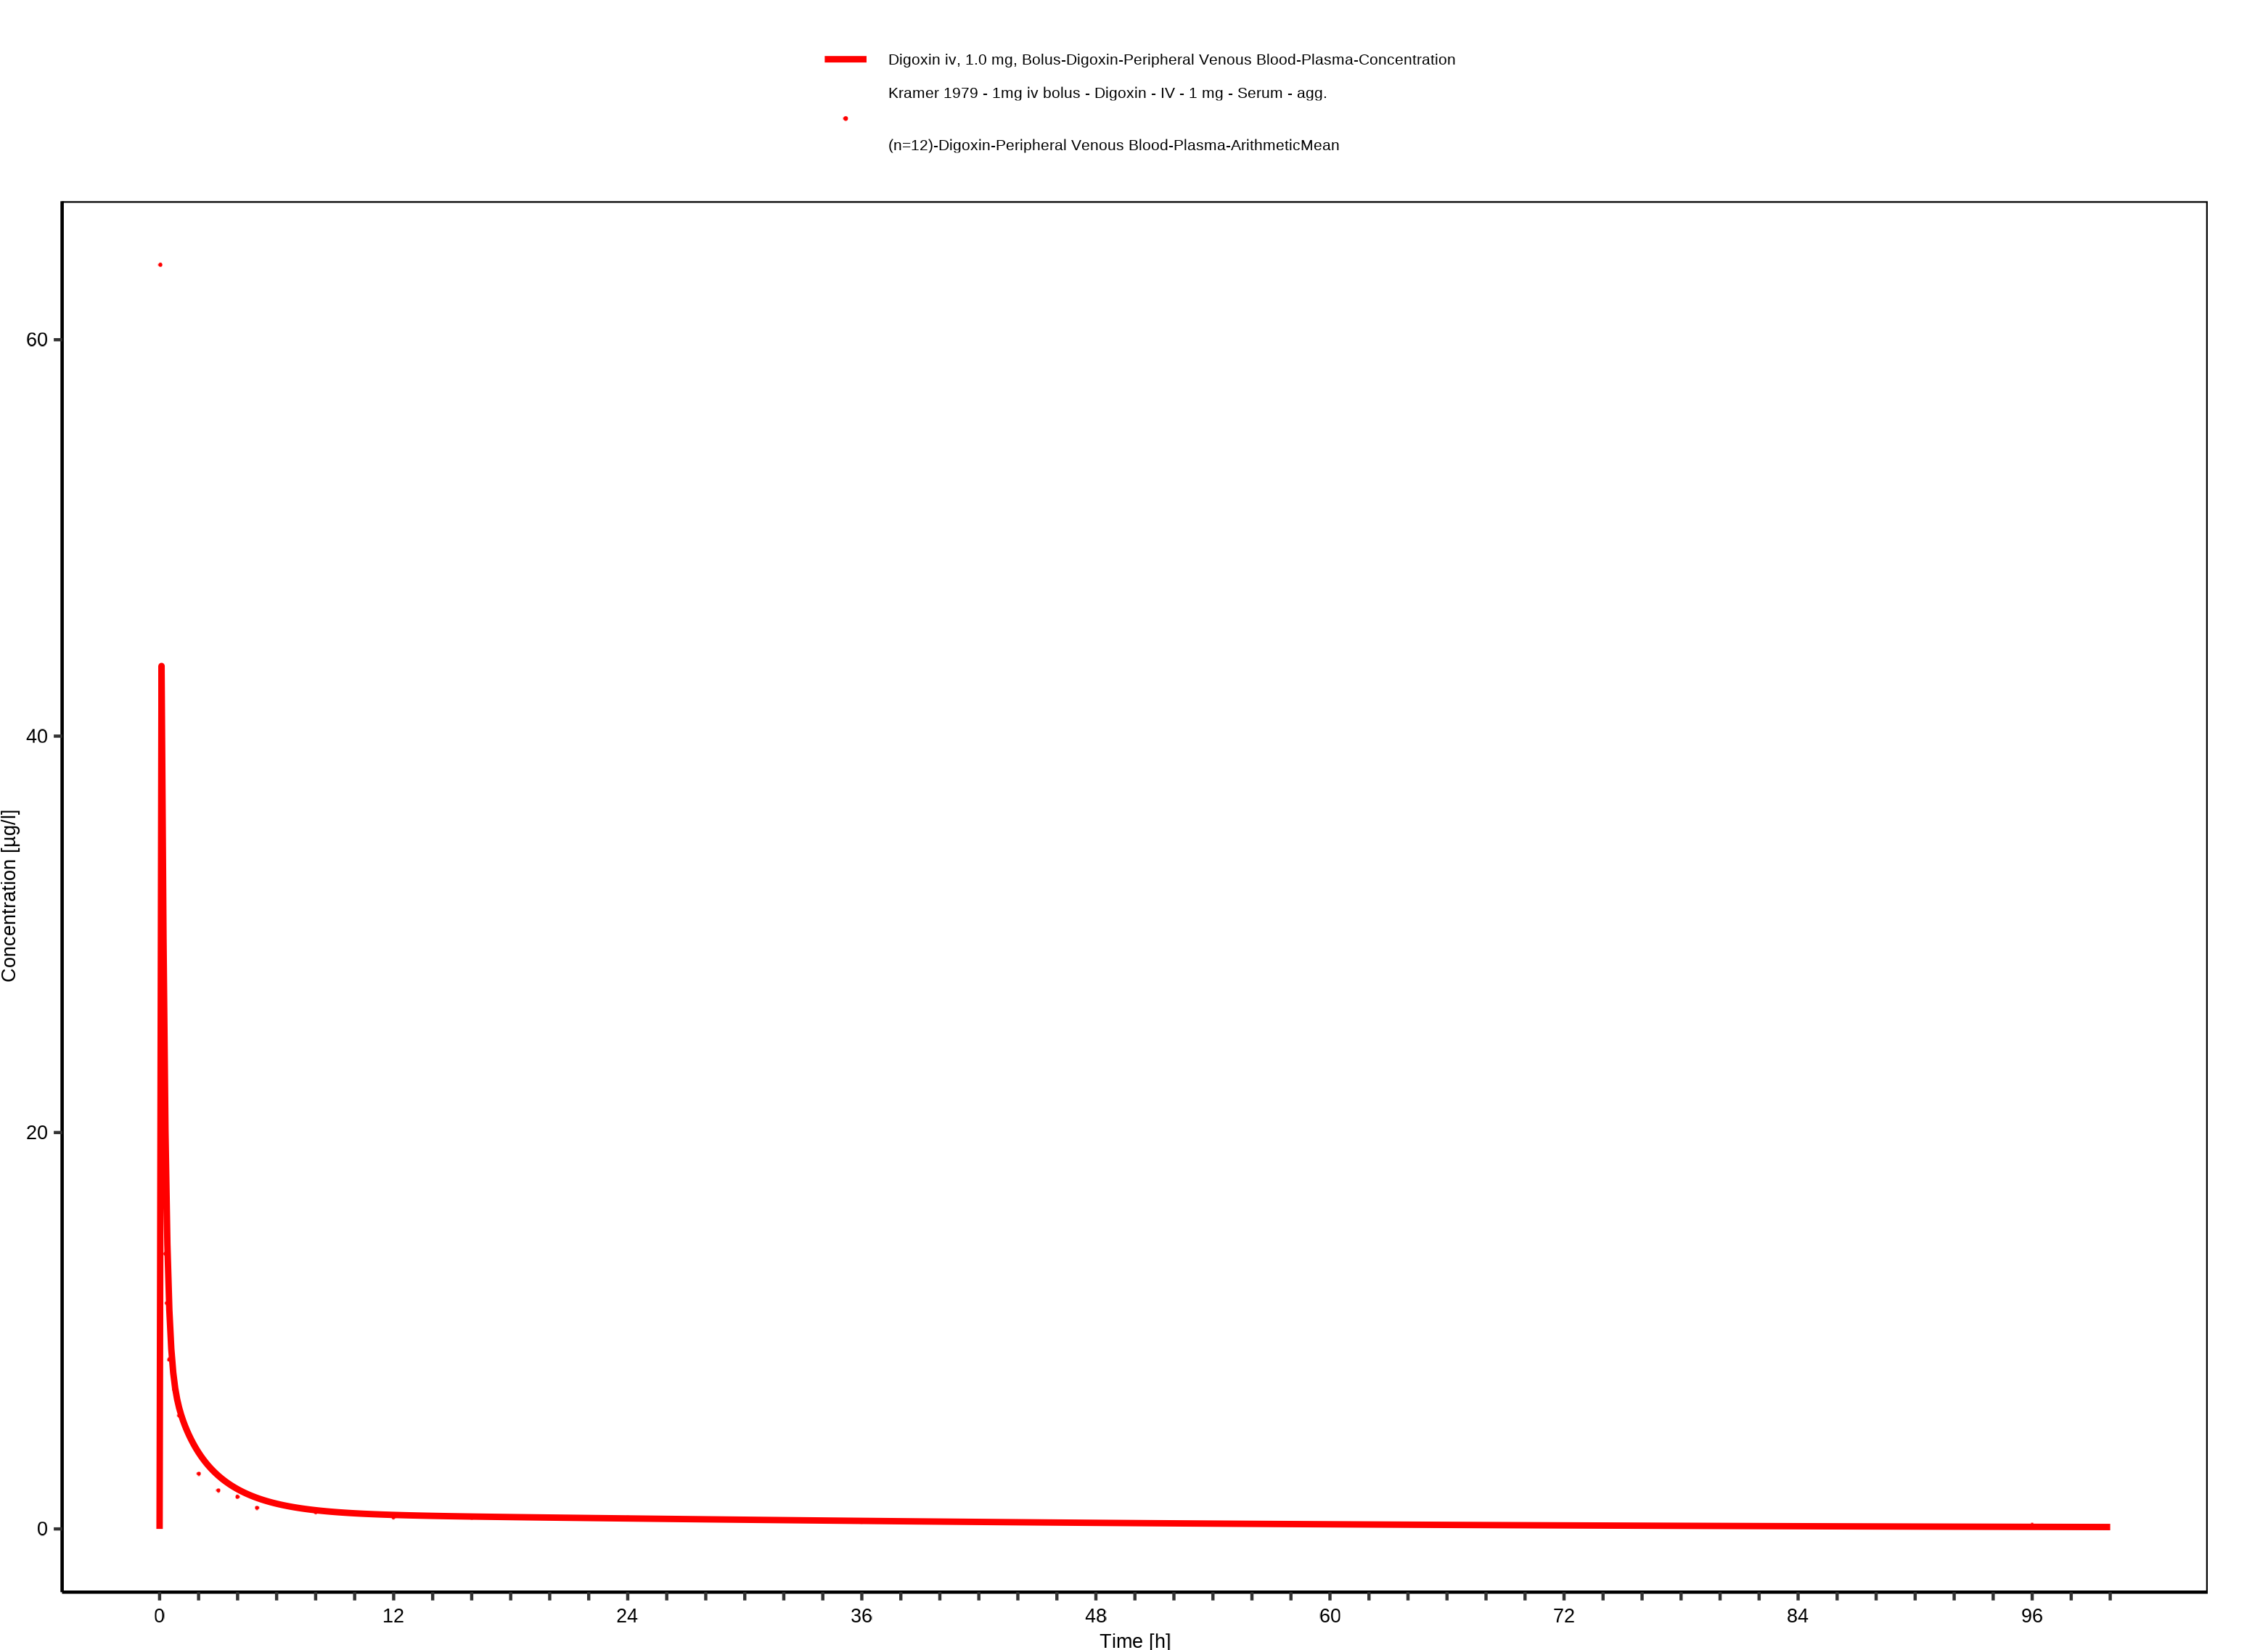 Digoxin iv, 1.0 mg, Bolus-Digoxin-Peripheral Venous Blood-Plasma-Concentration
Kramer 1979 - 1mg iv bolus - Digoxin - IV - 1 mg - Serum - agg.
(n=12)-Digoxin-Peripheral Venous Blood-Plasma-ArithmeticMean
60
40
20
0
Concentration [µg/l]
0 12 24 36 48 60 72 84 96
Time [h]